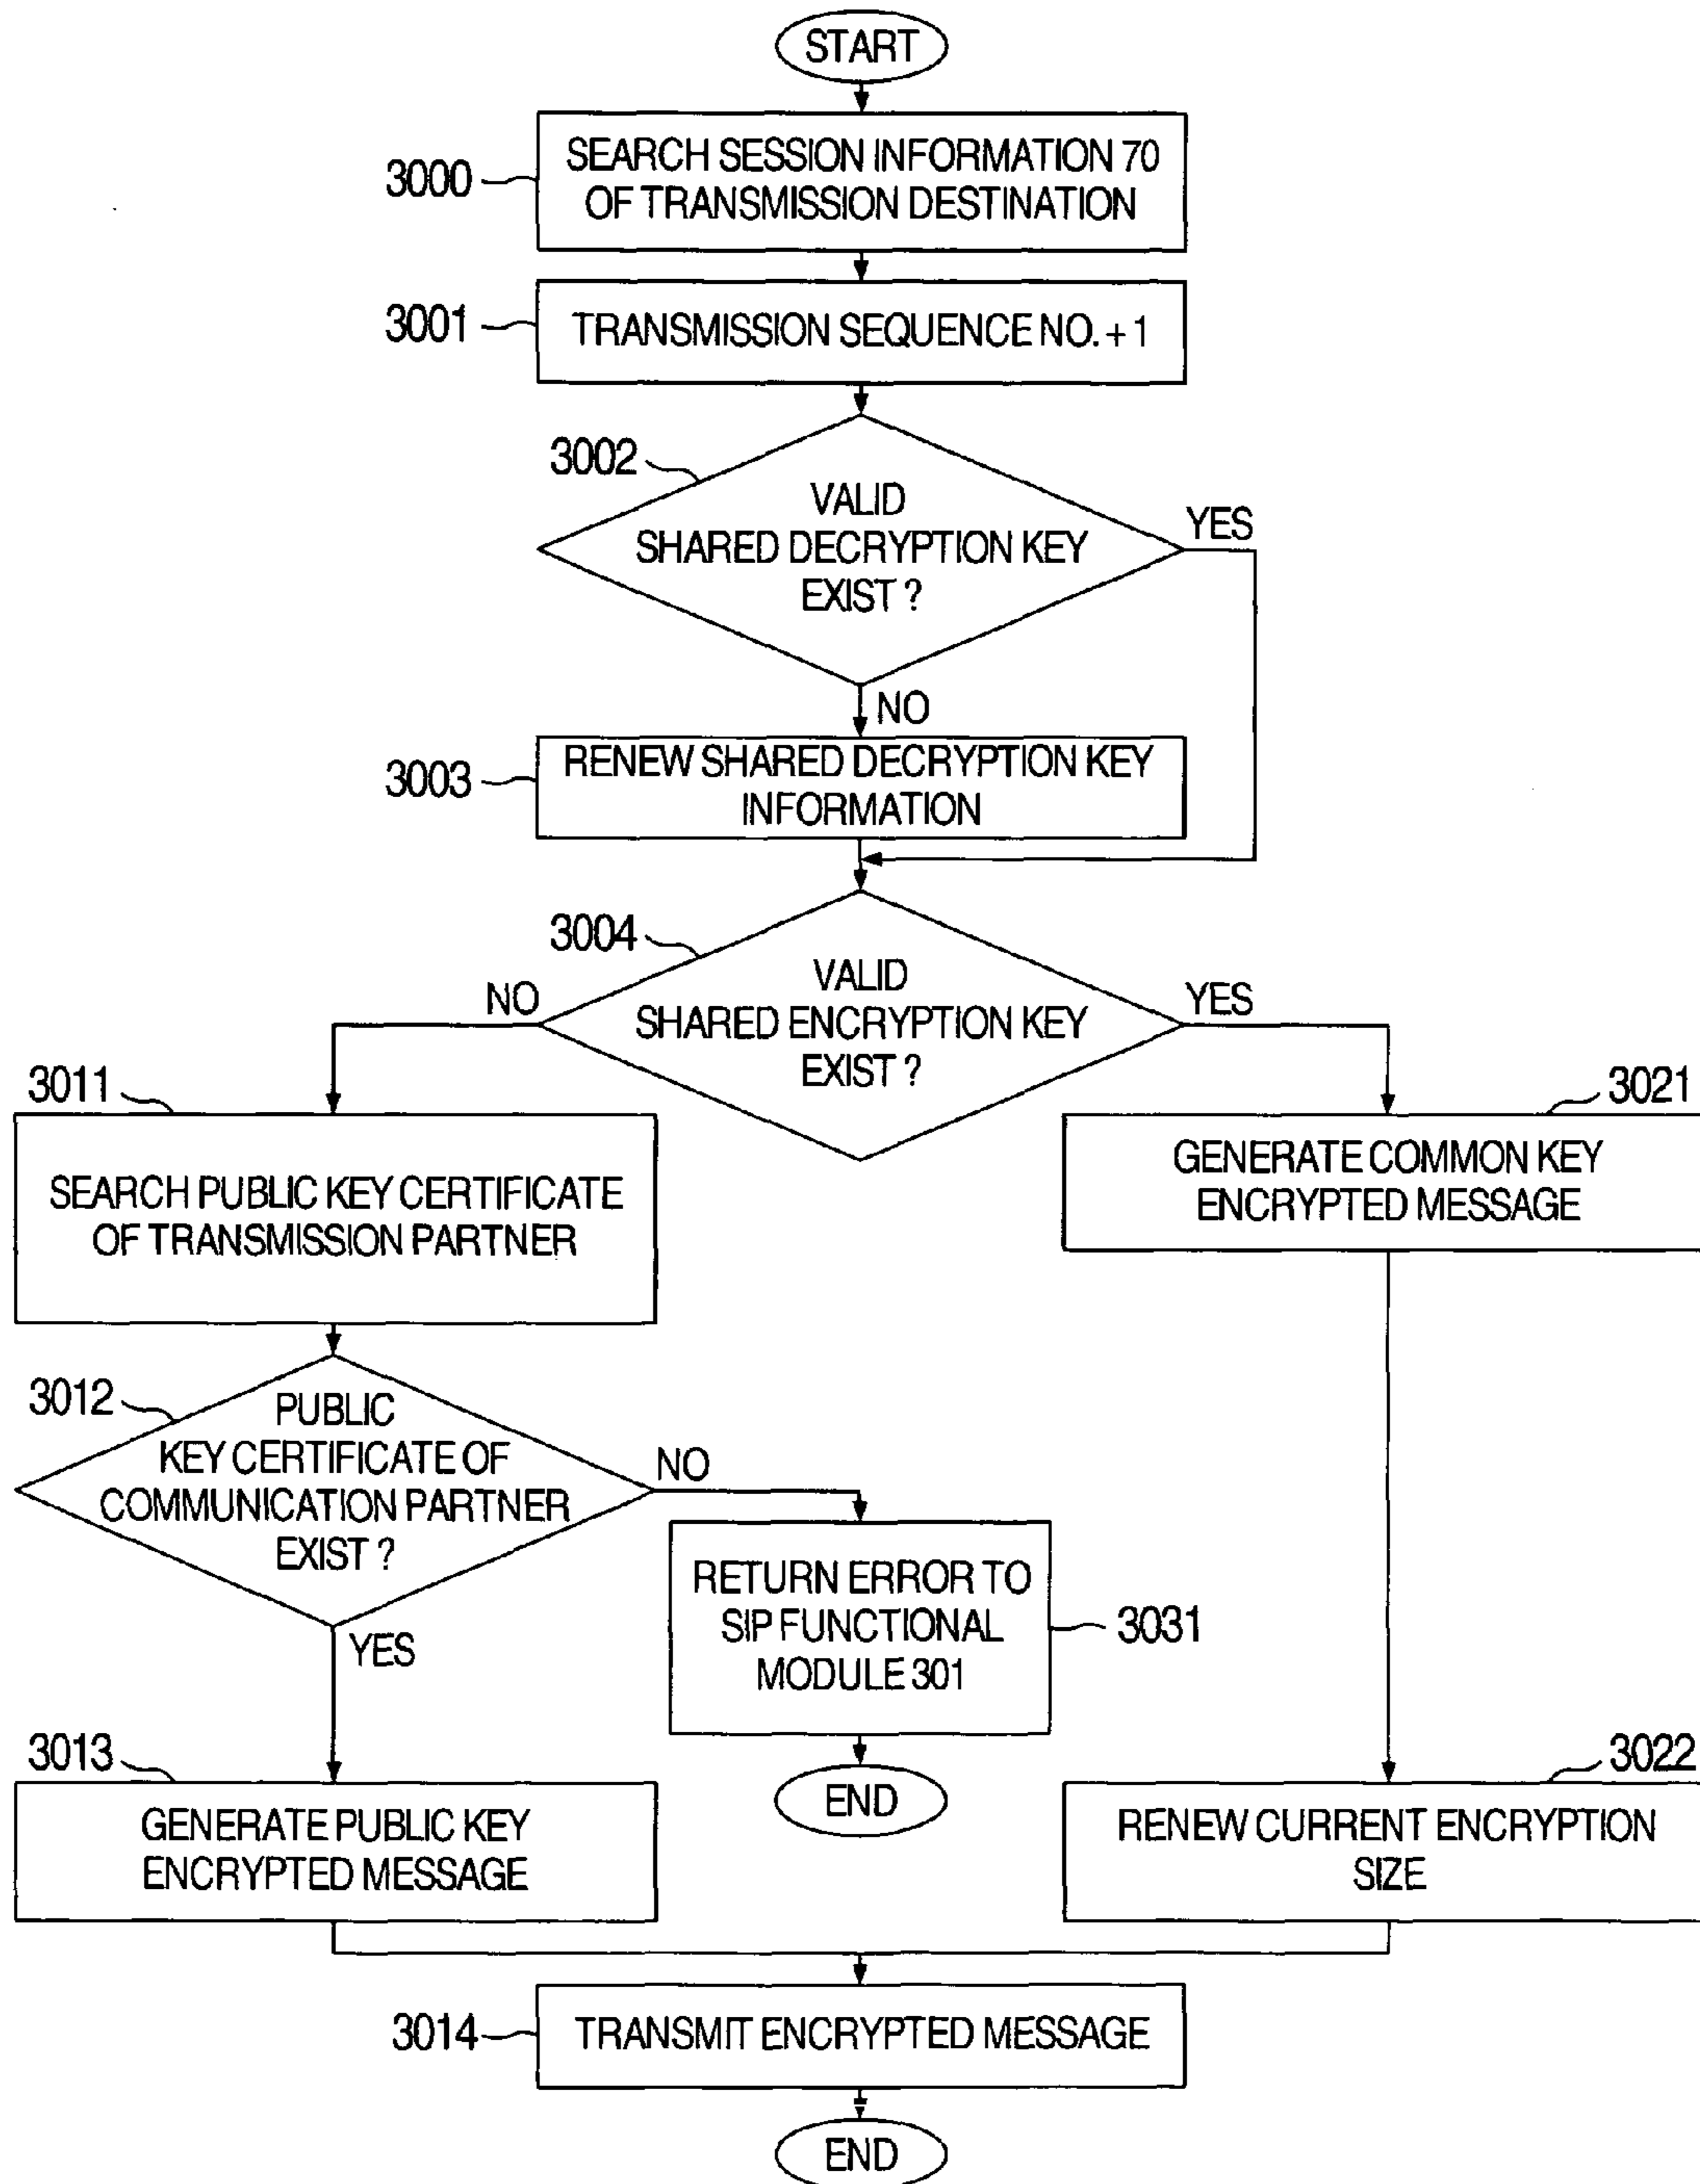 START
3000
SEARCH SESSION INFORMATION 70
OF TRANSMISSION DESTINATION
3001
TRANSMISSION SEQUENCE NO. + 1
3002
VALID
SHARED DECRYPTION KEY
EXIST ?
YES
NO
3003
RENEW SHARED DECRYPTION KEY
INFORMATION
3004
VALID
SHARED ENCRYPTION KEY
EXIST ?
NO
YES
3011
SEARCH PUBLIC KEY CERTIFICATE
OF TRANSMISSION PARTNER
3021
GENERATE COMMON KEY
ENCRYPTED MESSAGE
3012
PUBLIC
KEY CERTIFICATE OF
COMMUNICATION PARTNER
EXIST ?
NO
YES
RETURN ERROR TO
SIP FUNCTIONAL
MODULE 301
3031
END
3013
GENERATE PUBLIC KEY
ENCRYPTED MESSAGE
3022
RENEW CURRENT ENCRYPTION
SIZE
3014
TRANSMIT ENCRYPTED MESSAGE
END